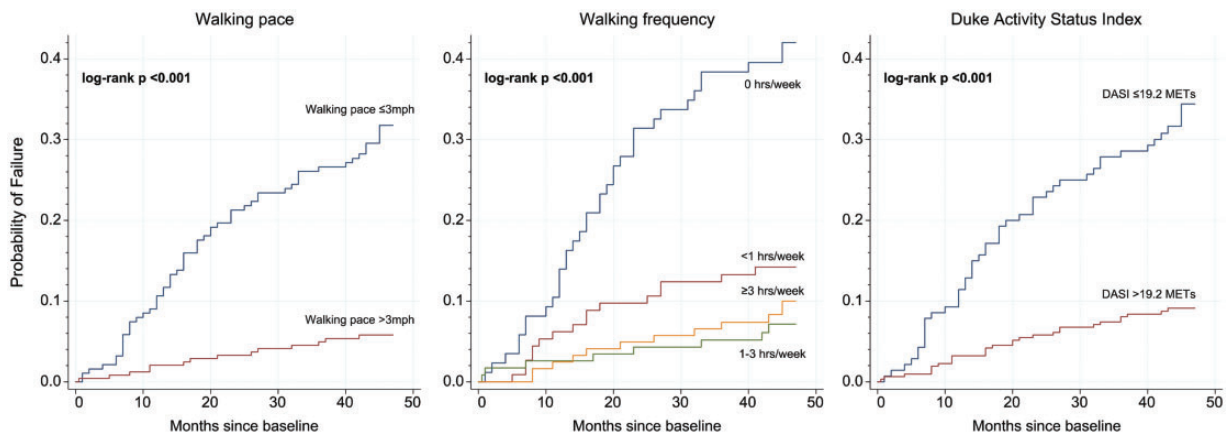 Walking pace
Walking frequency
Duke Activity Status Index
Probability of Failure
0.4
0.3
0.2
0.1
0.0
log-rank p <0.001
Walking pace ≤3mph
Walking pace >3mph
0 10 20 30 40 50
Months since baseline
0.4
0.3
0.2
0.1
0.0
log-rank p <0.001
0 hrs/week
<1 hrs/week
≥3 hrs/week
1-3 hrs/week
0 10 20 30 40 50
Months since baseline
0.4
0.3
0.2
0.1
0.0
log-rank p <0.001
DASI ≤19.2 METs
DASI >19.2 METs
0 10 20 30 40 50
Months since baseline